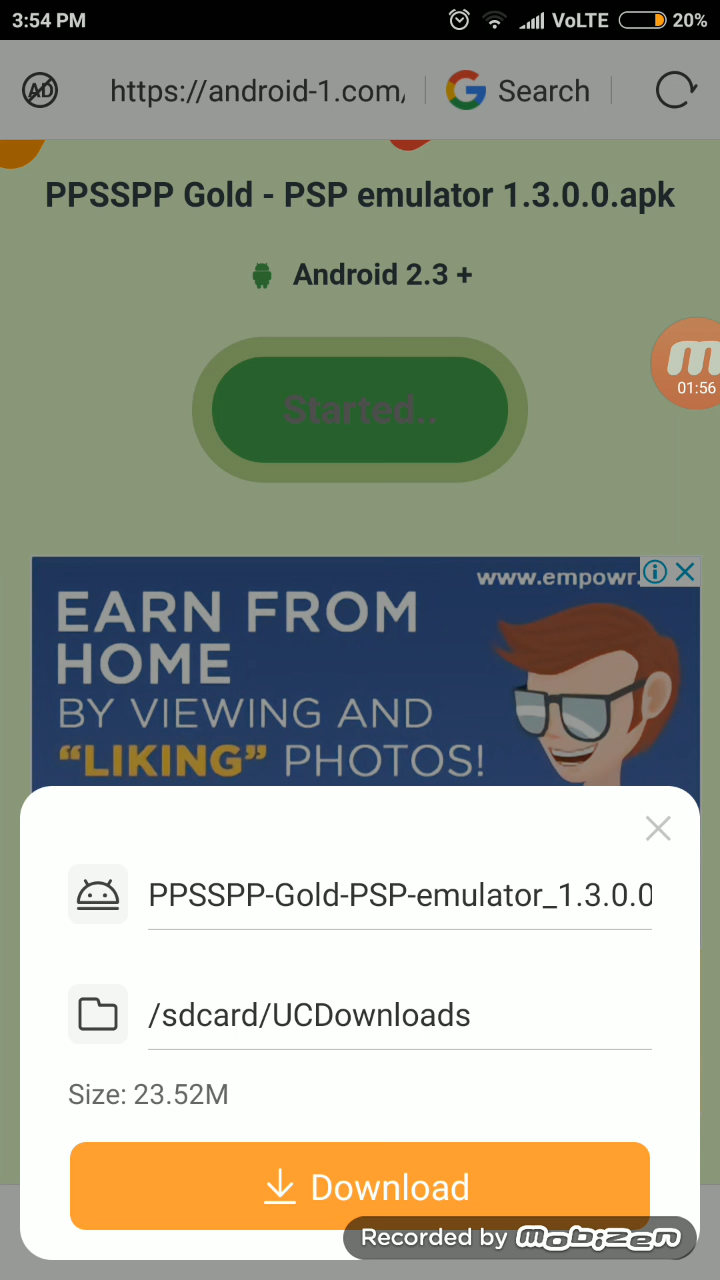 3:54 PM
VoLTE 20%
AD
https://android-1.com/
Search
PPSSPP Gold - PSP emulator 1.3.0.0.apk
Android 2.3 +
01:56
Started..
www.empowr.
EARN FROM
HOME
BY VIEWING AND
“LIKING” PHOTOS!
PPSSPP-Gold-PSP-emulator_1.3.0.0
/sdcard/UCDownloads
Size: 23.52M
Download
Recorded by mobizen